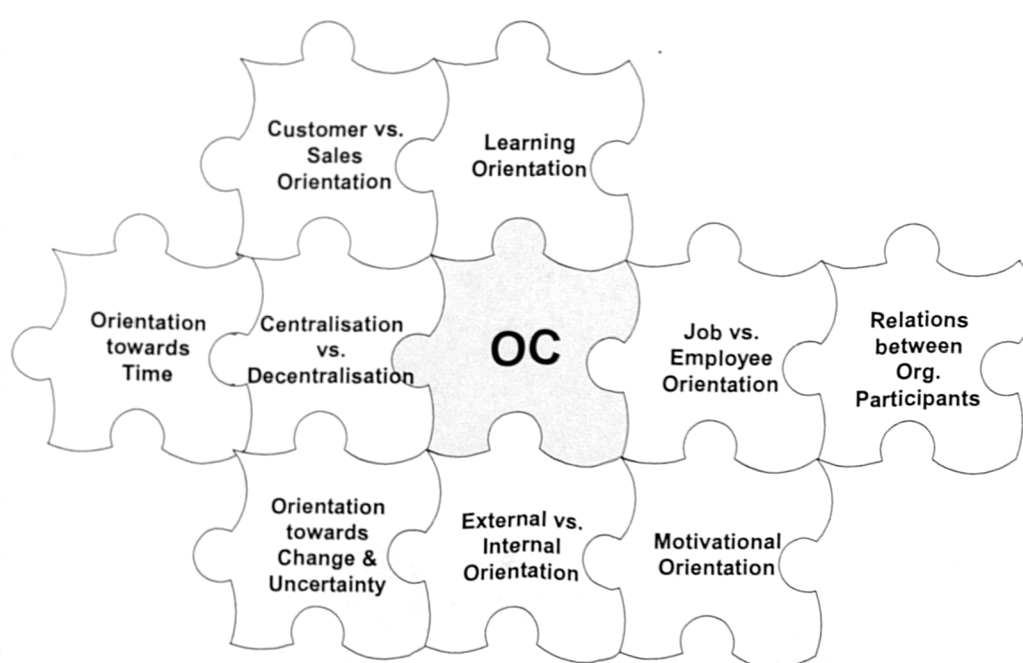 Customer vs.
Sales
Orientation
Learning
Orientation
Orientation
towards
Time
Centralisation
vs.
Decentralisation
OC
Job vs.
Employee
Orientation
Relations
between
Org.
Participants
Orientation
towards
Change &
Uncertainty
External vs.
Internal
Orientation
Motivational
Orientation